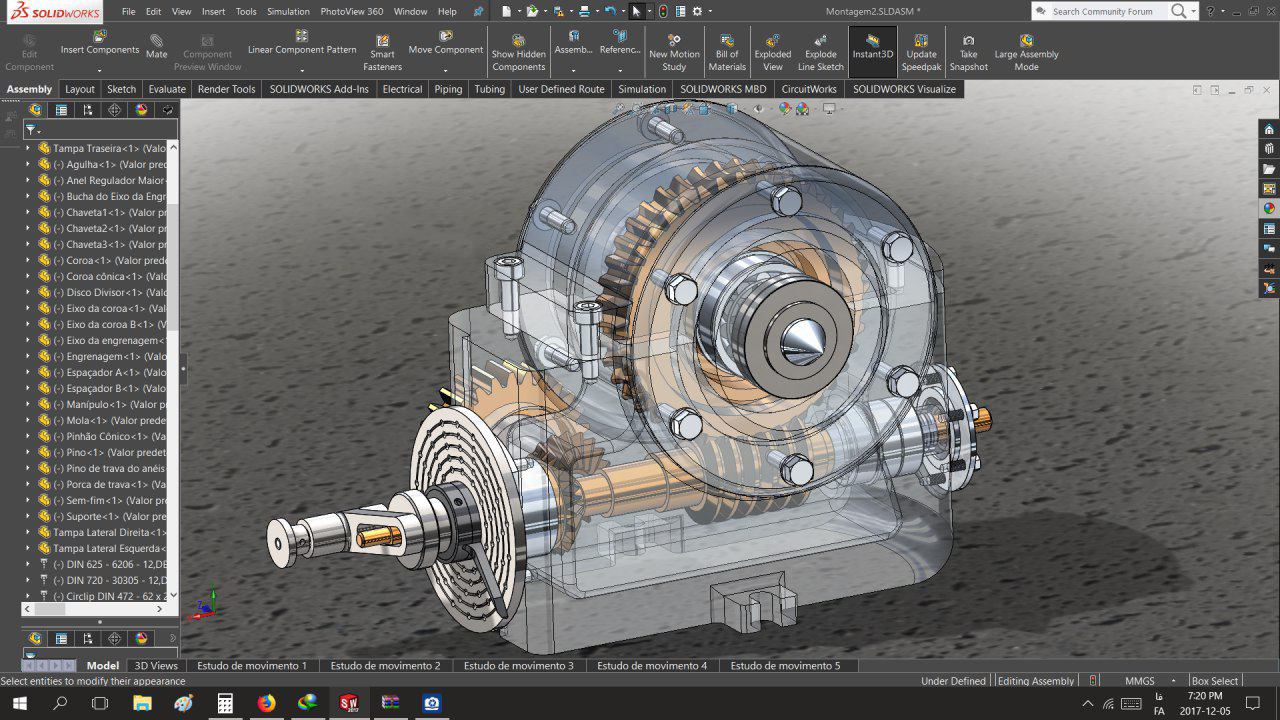 SOLIDWORKS File Edit View Insert Tools Simulation PhotoView 360 Window Help Montagem2.SLDASM * Search Community Forum
Edit Component
Insert Components
Mate
Component Preview Window
Linear Component Pattern
Smart Fasteners
Move Component
Show Hidden Components
Assemb...
Referenc...
New Motion Study
Bill of Materials
Exploded View
Explode Line Sketch
Instant3D
Update Speedpak
Take Snapshot
Large Assembly Mode
Assembly Layout Sketch Evaluate Render Tools SOLIDWORKS Add-Ins Electrical Piping Tubing User Defined Route Simulation SOLIDWORKS MBD CircuitWorks SOLIDWORKS Visualize
Tampa Traseira<1> (Valo
(-) Agulha<1> (Valor pred
(-) Anel Regulador Maior
(-) Bucha do Eixo da Engr
(-) Chaveta1<1> (Valor pr
(-) Chaveta2<1> (Valor pr
(-) Chaveta3<1> (Valor pr
(-) Coroa<1> (Valor prede
(-) Coroa cônica<1> (Valo
(-) Disco Divisor<1> (Valo
(-) Eixo da coroa<1> (Valo
(-) Eixo da coroa B<1> (V
(-) Eixo da engrenagem<
(-) Engrenagem<1> (Valo
(-) Espaçador A<1> (Valo
(-) Espaçador B<1> (Valo
(-) Manípulo<1> (Valor p
(-) Mola<1> (Valor prede
(-) Pinhão Cônico<1> (Va
(-) Pino<1> (Valor predet
(-) Pino de trava do anéis
(-) Porca de trava<1> (Va
(-) Sem-fim<1> (Valor pr
(-) Suporte<1> (Valor pre
Tampa Lateral Direita<1>
Tampa Lateral Esquerda<
(-) DIN 625 - 6206 - 12,DE
(-) DIN 720 - 30305 - 12,D
(-) Circlip DIN 472 - 62 x 2
Model 3D Views Estudo de movimento 1 Estudo de movimento 2 Estudo de movimento 3 Estudo de movimento 4 Estudo de movimento 5
Select entities to modify their appearance Under Defined Editing Assembly MMGS Box Select
فا 7:20 PM
FA 2017-12-05